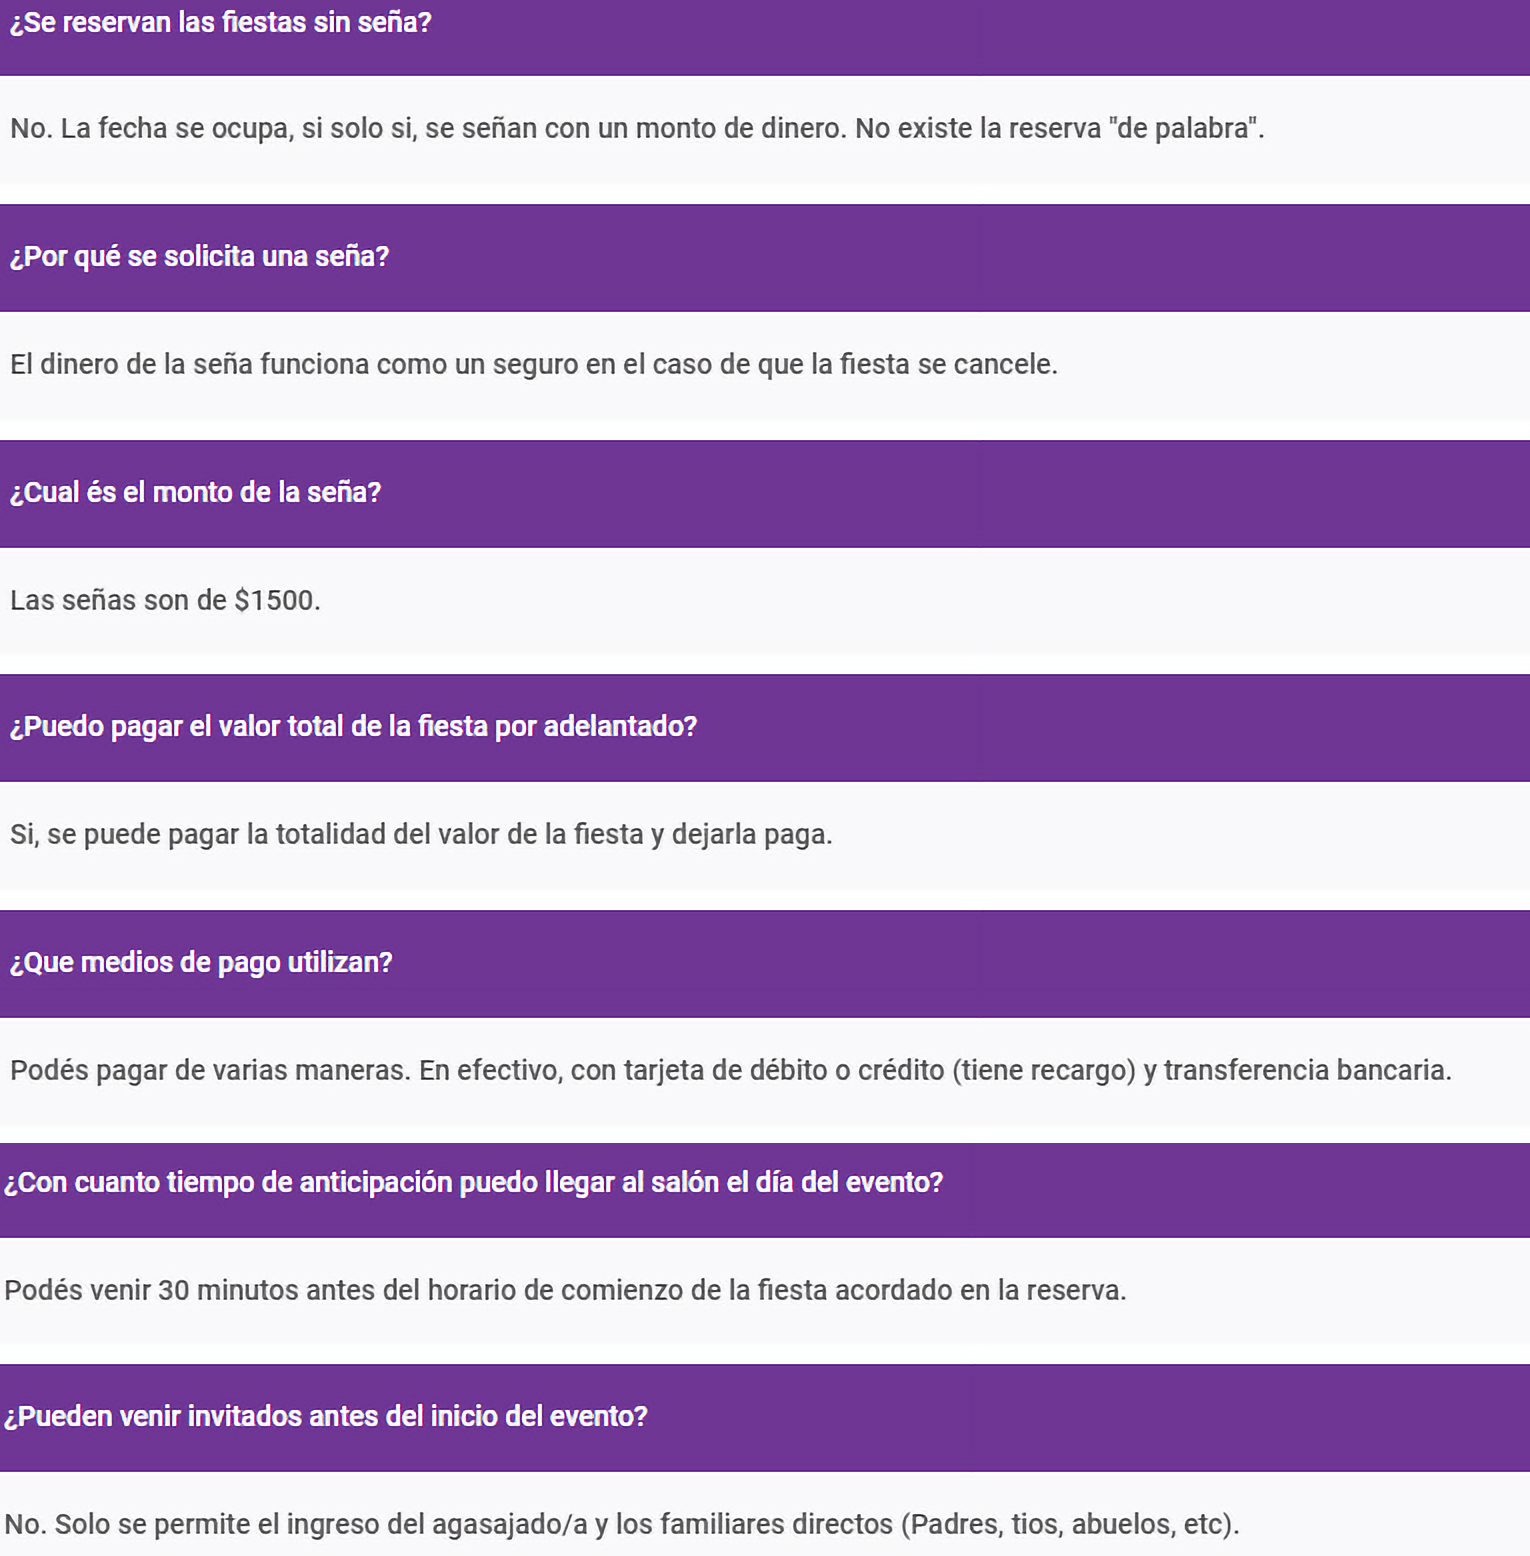 ¿Se reservan las fiestas sin seña?
No. La fecha se ocupa, si solo si, se señan con un monto de dinero. No existe la reserva "de palabra".
¿Por qué se solicita una seña?
El dinero de la seña funciona como un seguro en el caso de que la fiesta se cancele.
¿Cual és el monto de la seña?
Las señas son de $1500.
¿Puedo pagar el valor total de la fiesta por adelantado?
Si, se puede pagar la totalidad del valor de la fiesta y dejarla paga.
¿Que medios de pago utilizan?
Podés pagar de varias maneras. En efectivo, con tarjeta de débito o crédito (tiene recargo) y transferencia bancaria.
¿Con cuanto tiempo de anticipación puedo llegar al salón el día del evento?
Podés venir 30 minutos antes del horario de comienzo de la fiesta acordado en la reserva.
¿Pueden venir invitados antes del inicio del evento?
No. Solo se permite el ingreso del agasajado/a y los familiares directos (Padres, tios, abuelos, etc).